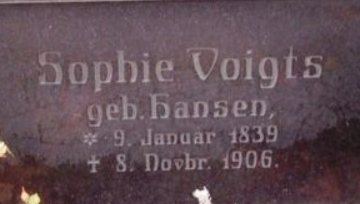 Sophie Voigts
geb. Hansen,
* 9. Januar 1839
✝ 8. Novbr. 1906.